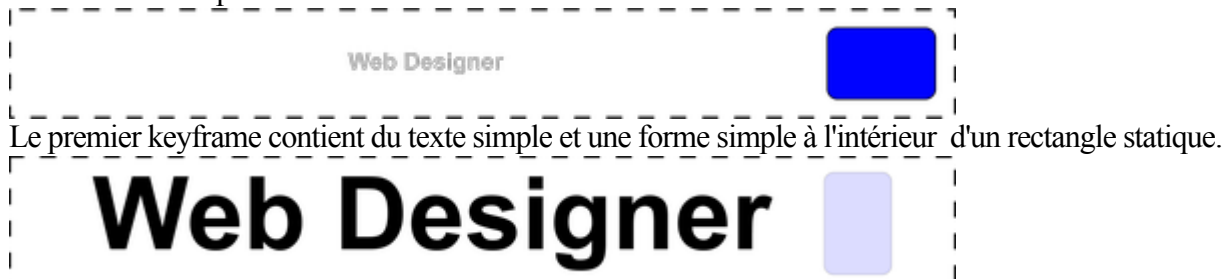 Web Designer
Le premier keyframe contient du texte simple et une forme simple à l'intérieur d'un rectangle statique.
Web Designer